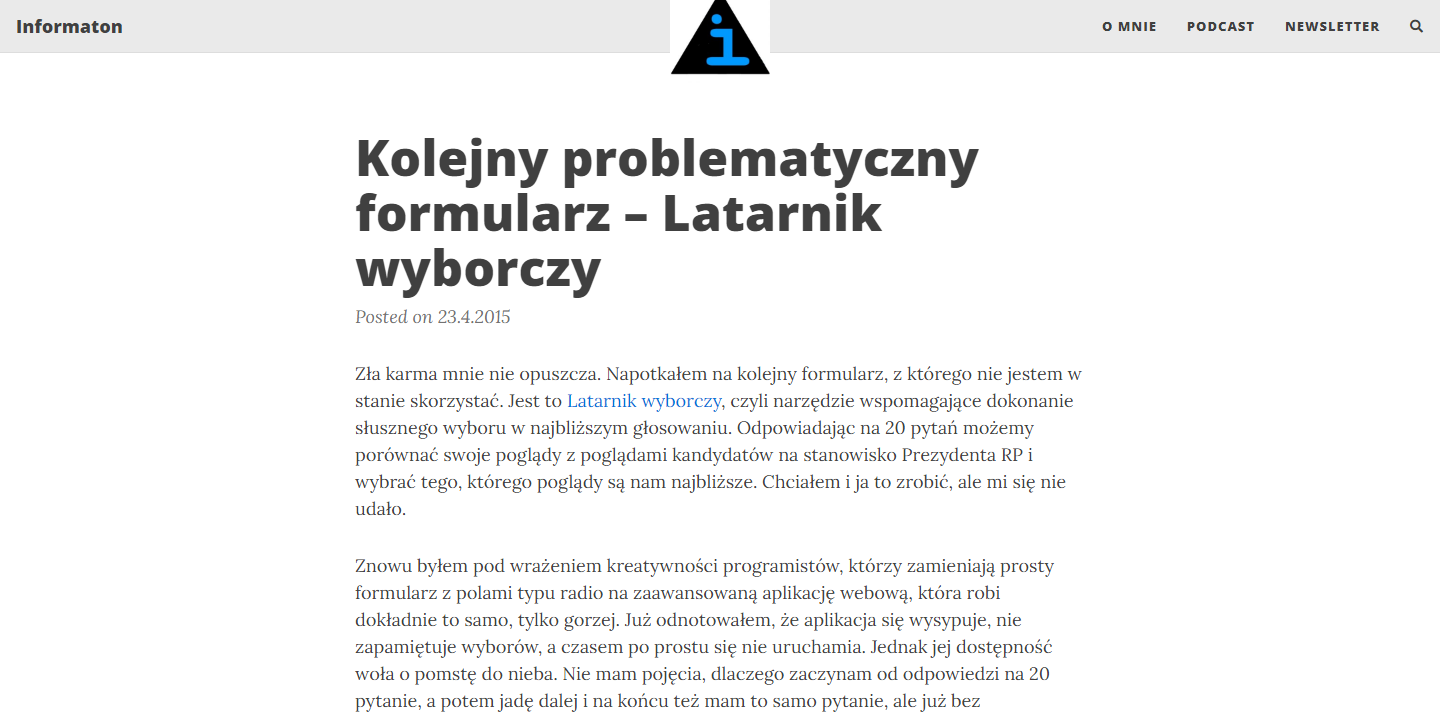 Informaton
i
O MNIE
PODCAST
NEWSLETTER
Kolejny problematyczny
formularz – Latarnik
wyborczy
Posted on 23.4.2015
Zła karma mnie nie opuszcza. Napotkałem na kolejny formularz, z którego nie jestem w
stanie skorzystać. Jest to Latarnik wyborczy, czyli narzędzie wspomagające dokonanie
słusznego wyboru w najbliższym głosowaniu. Odpowiadając na 20 pytań możemy
porównać swoje poglądy z poglądami kandydatów na stanowisko Prezydenta RP i
wybrać tego, którego poglądy są nam najbliższe. Chciałem i ja to zrobić, ale mi się nie
udało.
Znowu byłem pod wrażeniem kreatywności programistów, którzy zamieniają prosty
formularz z polami typu radio na zaawansowaną aplikację webową, która robi
dokładnie to samo, tylko gorzej. Już odnotowałem, że aplikacja się wysypuje, nie
zapamiętuje wyborów, a czasem po prostu się nie uruchamia. Jednak jej dostępność
woła o pomstę do nieba. Nie mam pojęcia, dlaczego zaczynam od odpowiedzi na 20
pytanie, a potem jadę dalej i na końcu też mam to samo pytanie, ale już bez